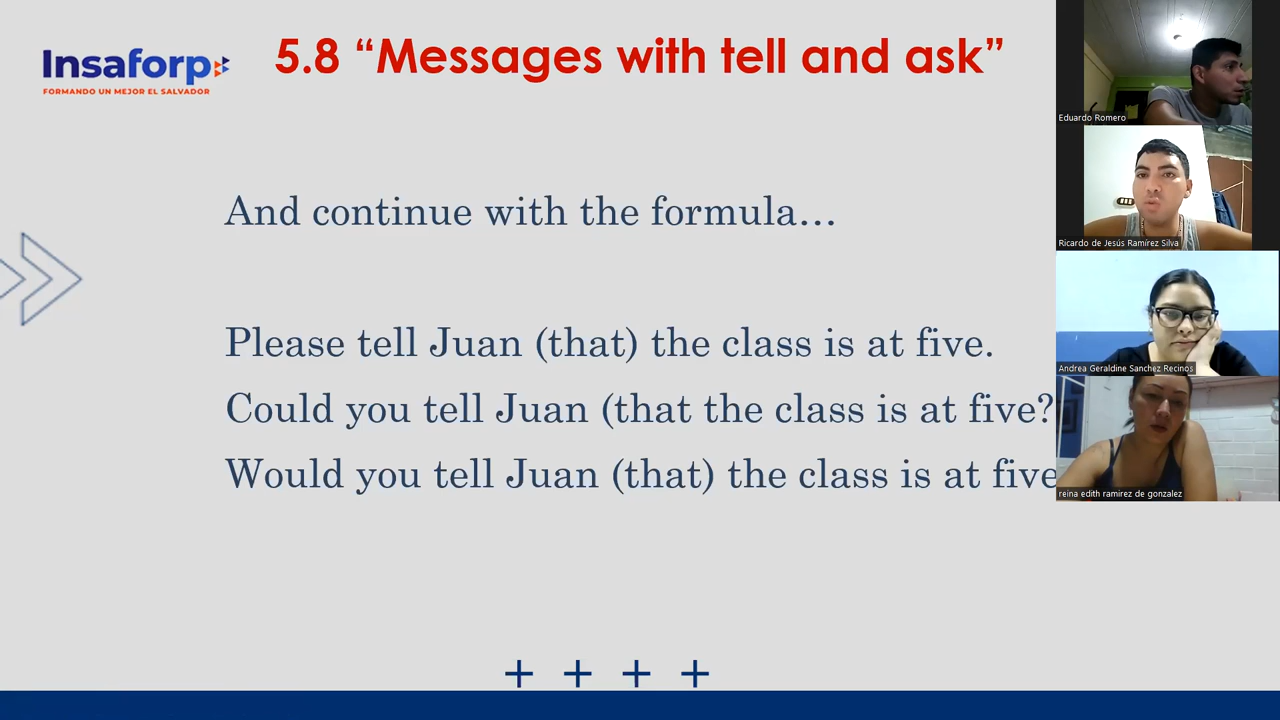 Insaforp
FORMANDO UN MEJOR EL SALVADOR
5.8 “Messages with tell and ask”
And continue with the formula…
Please tell Juan (that) the class is at five.
Could you tell Juan (that the class is at five?
Would you tell Juan (that) the class is at five
Eduardo Romero
Ricardo de Jesús Ramírez Silva
Andrea Geraldine Sanchez Recinos
reina edith ramirez de gonzalez